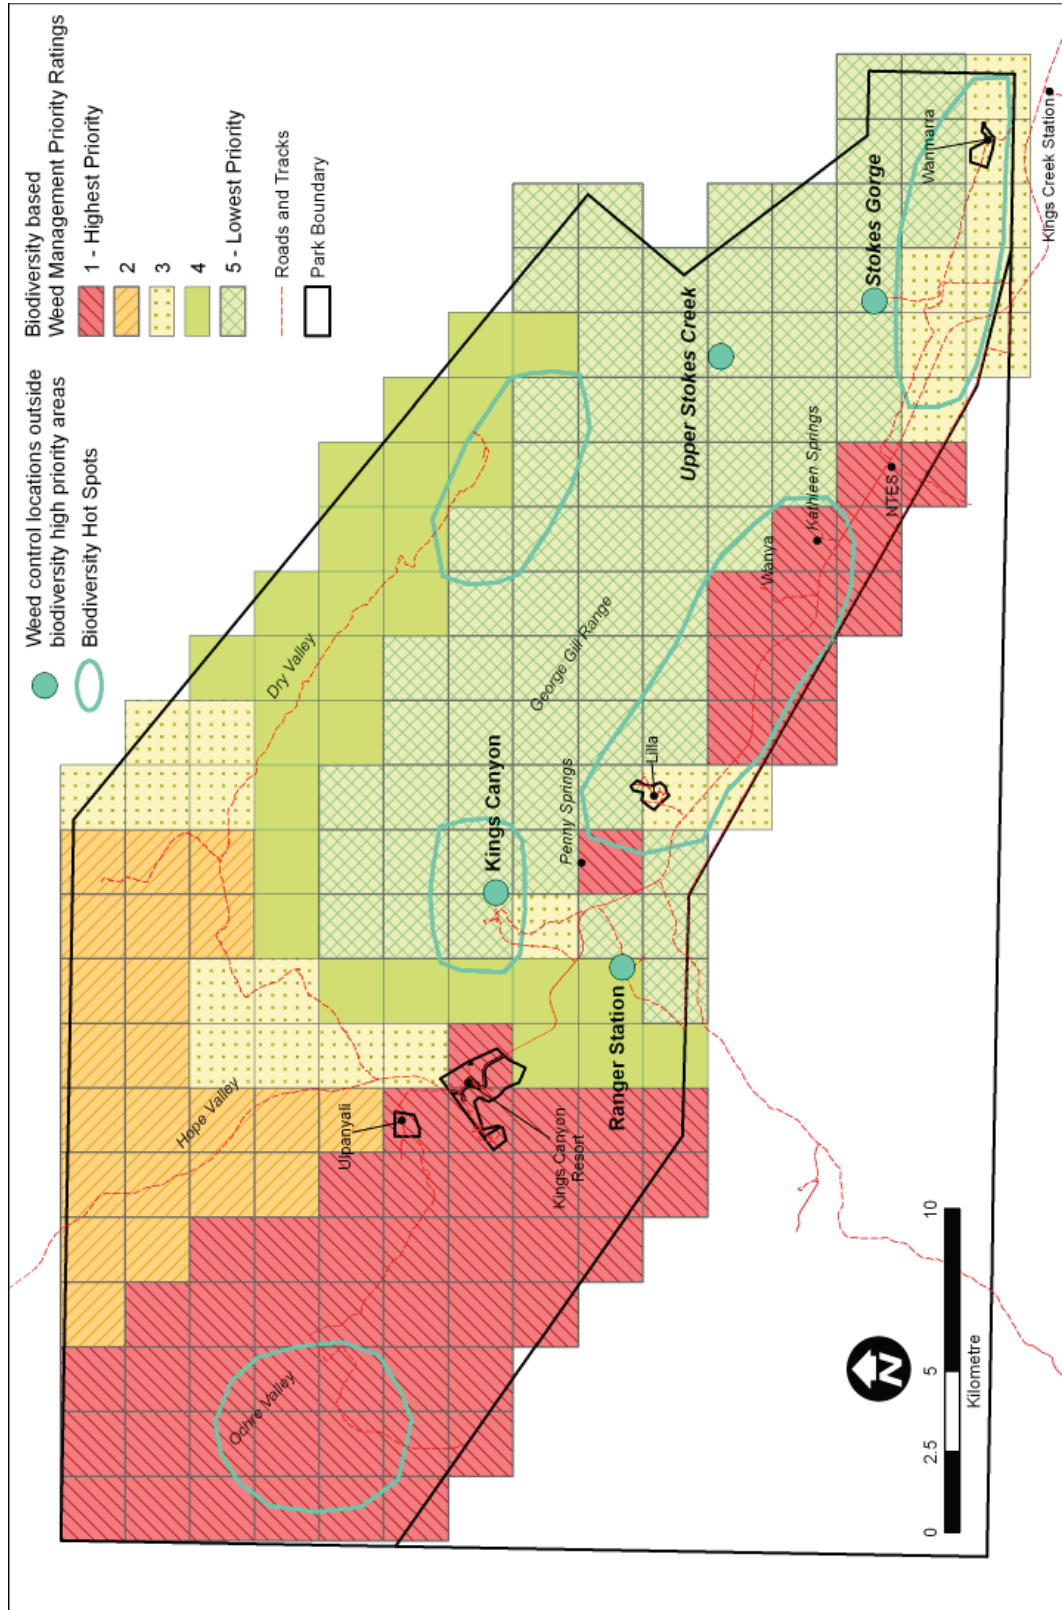 Weed control locations outside
biodiversity high priority areas
Biodiversity Hot Spots
Biodiversity based
Weed Management Priority Ratings
1 - Highest Priority
2
3
4
5 - Lowest Priority
Roads and Tracks
Park Boundary
Hope Valley
Dry Valley
Ochre Valley
Ulpanyali
Kings Canyon
Resort
Kings Canyon
Penny Springs
George Gill Range
Ranger Station
Lilla
Upper Stokes Creek
Wanya
Kathleen Springs
NTES
Stokes Gorge
Wanmarra
Kings Creek Station
0
2.5
5
10
Kilometre
N